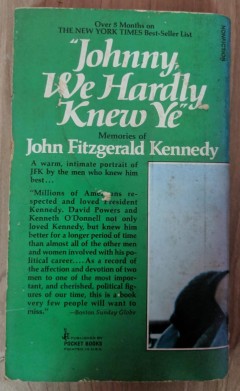 Over 8 Months on
THE NEW YORK TIMES Best-Seller List
"Johnny,
We Hardly
Knew Ye"
Memories of
John Fitzgerald Kennedy
A warm, intimate portrait of
JFK by the men who knew him
best...
"Millions of Americans re-
spected and loved President
Kennedy. David Powers and
Kenneth O'Donnell not only
loved Kennedy, but knew him
better for a longer period of time
than almost all of the other men
and women involved with his po-
litical career....As a record of
the affection and devotion of two
men to one of the most impor-
tant, and cherished, political fig-
ures of our time, this is a book
very few people will want to
miss."
—Boston Sunday Globe
PUBLISHED BY
POCKET BOOKS